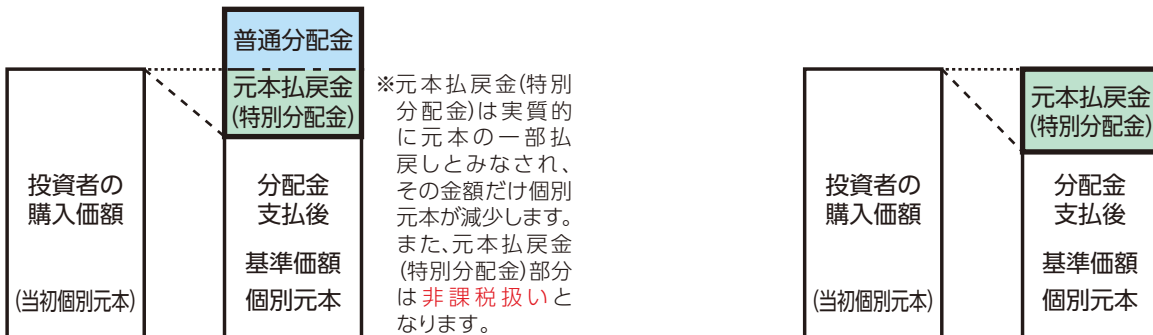 普通分配金
元本払戻金
(特別分配金)
投資者の
購入価額
(当初個別元本)
分配金
支払後
基準価額
個別元本
※元本払戻金(特別
分配金)は実質的
に元本の一部払
戻しとみなされ、
その金額だけ個別
元本が減少します。
また、元本払戻金
(特別分配金)部分
は非課税扱いと
なります。
元本払戻金
(特別分配金)
投資者の
購入価額
(当初個別元本)
分配金
支払後
基準価額
個別元本